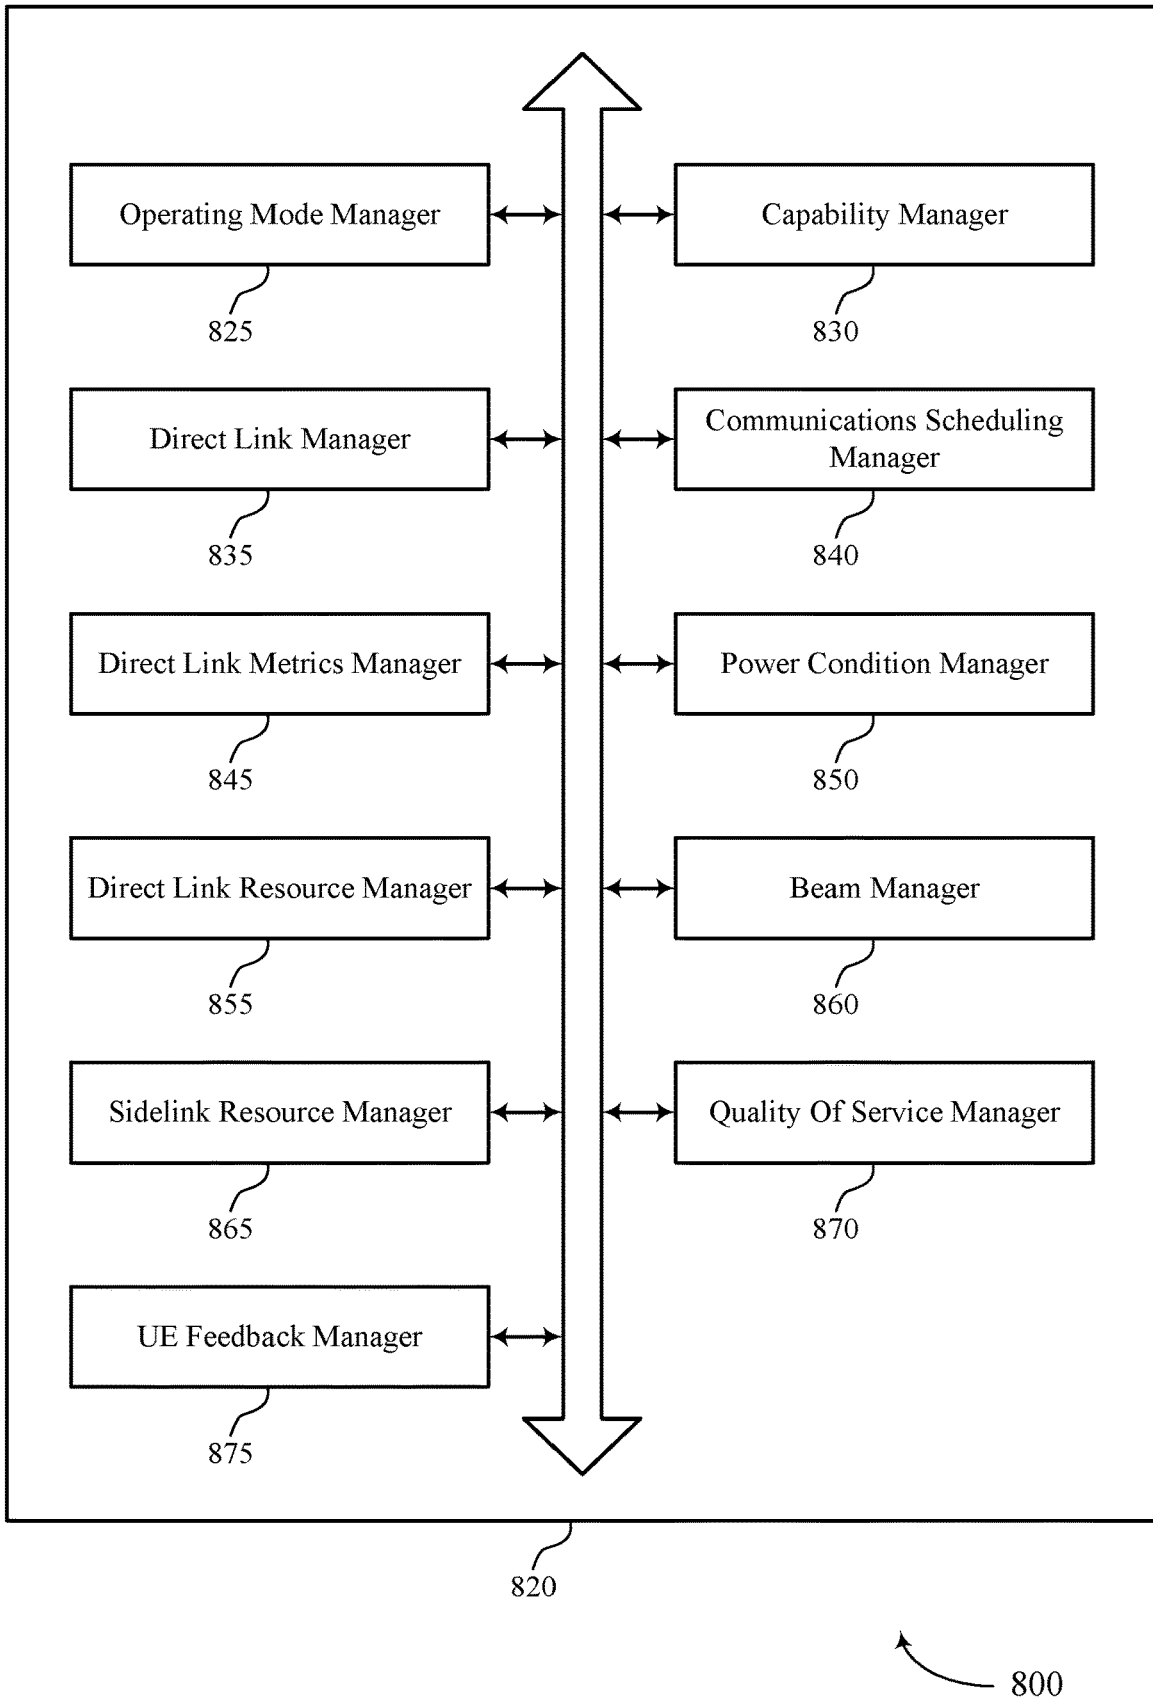 Operating Mode Manager
Capability Manager
825
830
Direct Link Manager
Communications Scheduling
Manager
835
840
Direct Link Metrics Manager
Power Condition Manager
845
850
Direct Link Resource Manager
Beam Manager
855
860
Sidelink Resource Manager
Quality Of Service Manager
865
870
UE Feedback Manager
875
820
800